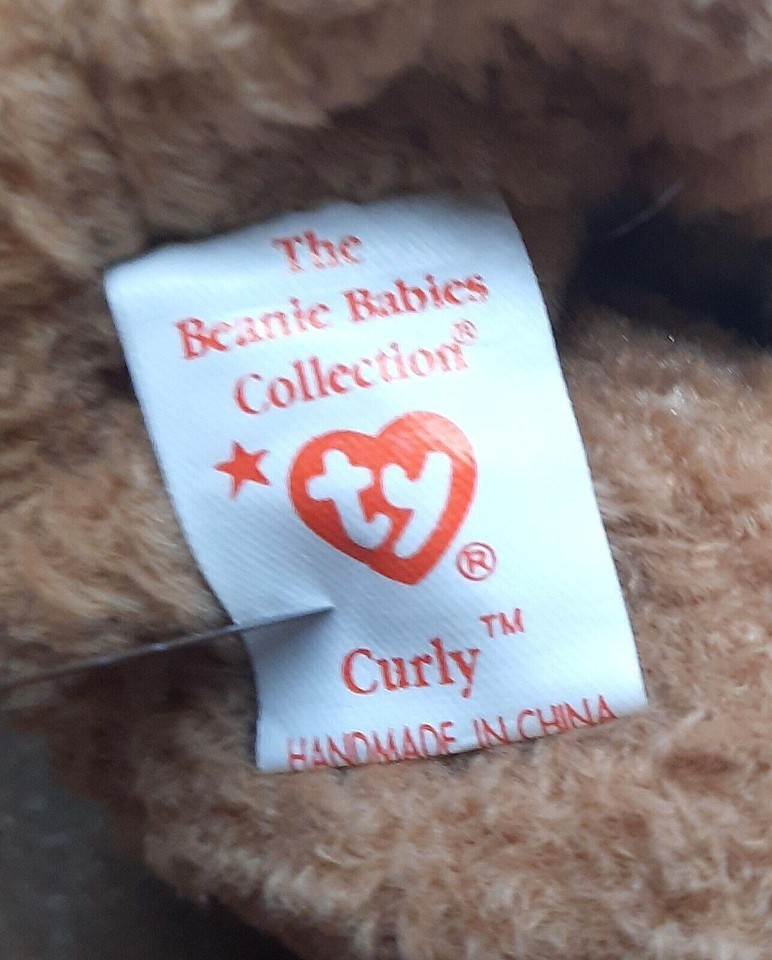 The
Beanie Babies
Collection®
ty®
Curly™
HANDMADE IN CHINA